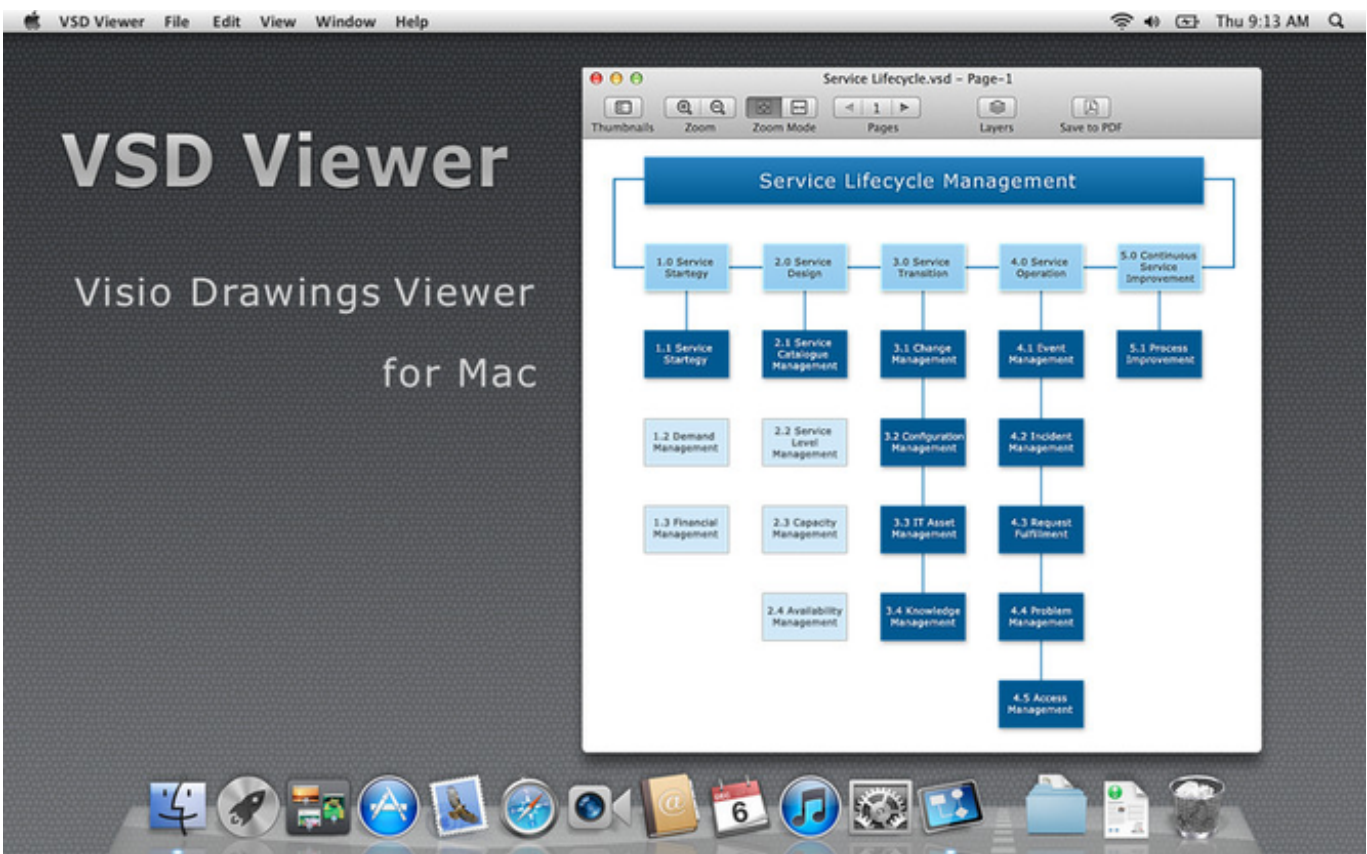 VSD Viewer File Edit View Window Help
Thu 9:13 AM
VSD Viewer
Visio Drawings Viewer
for Mac
Service Lifecycle.vsd – Page-1
1
Thumbnails Zoom Zoom Mode Pages Layers Save to PDF
Service Lifecycle Management
1.0 Service
Startegy
2.0 Service
Design
3.0 Service
Transition
4.0 Service
Operation
5.0 Continuous
Service
Improvement
1.1 Service
Startegy
2.1 Service
Catalogue
Management
3.1 Change
Management
4.1 Event
Management
5.1 Process
Improvement
1.2 Demand
Management
2.2 Service
Level
Management
3.2 Configuration
Management
4.2 Incident
Management
1.3 Financial
Management
2.3 Capacity
Management
3.3 IT Asset
Management
4.3 Request
Fulfillment
2.4 Availability
Management
3.4 Knowledge
Management
4.4 Problem
Management
4.5 Access
Management
@
DEC
6